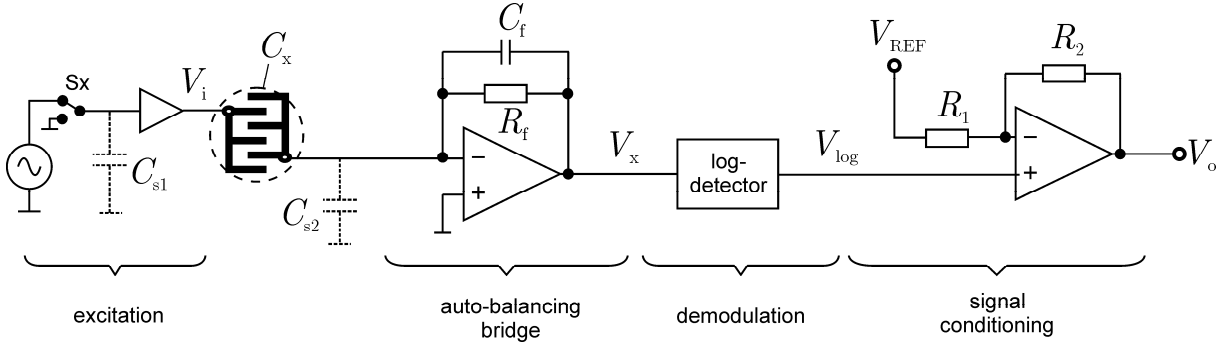 Sx
C_s1
V_i
C_x
C_s2
C_f
R_f
−
+
V_x
log-
detector
V_log
V_REF
R_1
R_2
−
+
V_o
excitation
auto-balancing
bridge
demodulation
signal
conditioning